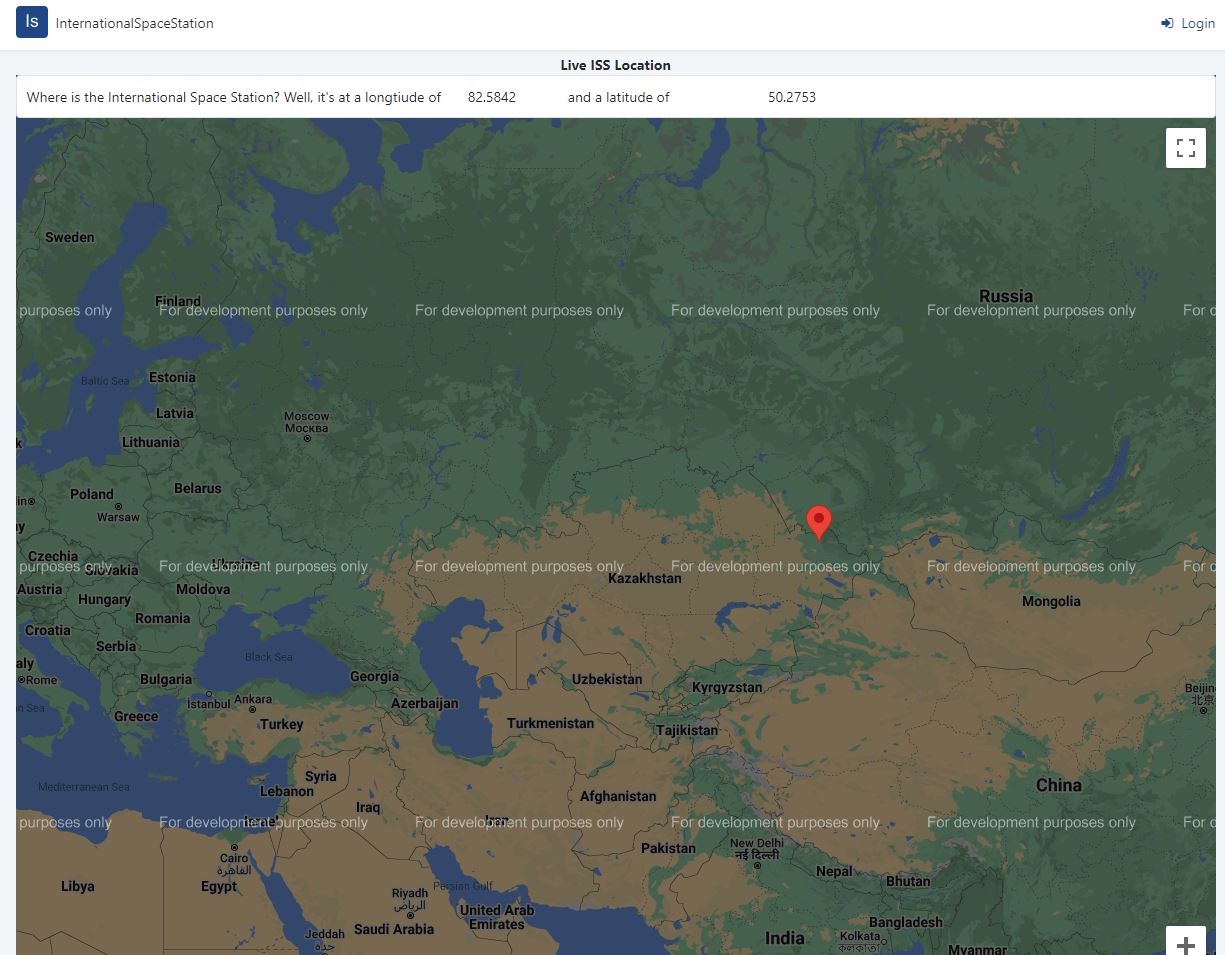 Is InternationalSpaceStation Login
Live ISS Location
Where is the International Space Station? Well, it's at a longtiude of 82.5842 and a latitude of 50.2753
Sweden
Russia
Finland
purposes only For development purposes only For development purposes only For development purposes only For development purposes only For d
Estonia
Baltic Sea
Latvia
Moscow
Москва
Lithuania
k
Belarus
Poland
in
Warsaw
y
Czechia
Ukraine
purposes only For development purposes only For development purposes only For development purposes only For development purposes only For d
Slovakia
Kazakhstan
Austria
Moldova
Hungary
Mongolia
Romania
Croatia
Serbia
Black Sea
aly
Georgia
Rome
Bulgaria
Uzbekistan
Kyrgyzstan
Beijin
北京
Ankara
İstanbul
Azerbaijan
an Sea
Greece
Turkey
Turkmenistan
Tajikistan
Syria
China
Mediterranean Sea
Lebanon
Afghanistan
Iraq
Israel
Iran
purposes only For development purposes only For development purposes only For development purposes only For development purposes only For d
New Delhi
नई दिल्ली
Pakistan
Cairo
القاهرة
Nepal
Bhutan
Libya
Egypt
Persian Gulf
Riyadh
الرياض
United Arab
Emirates
Bangladesh
Saudi Arabia
Jeddah
جدة
India
Kolkata
কলকাতা
Myanmar